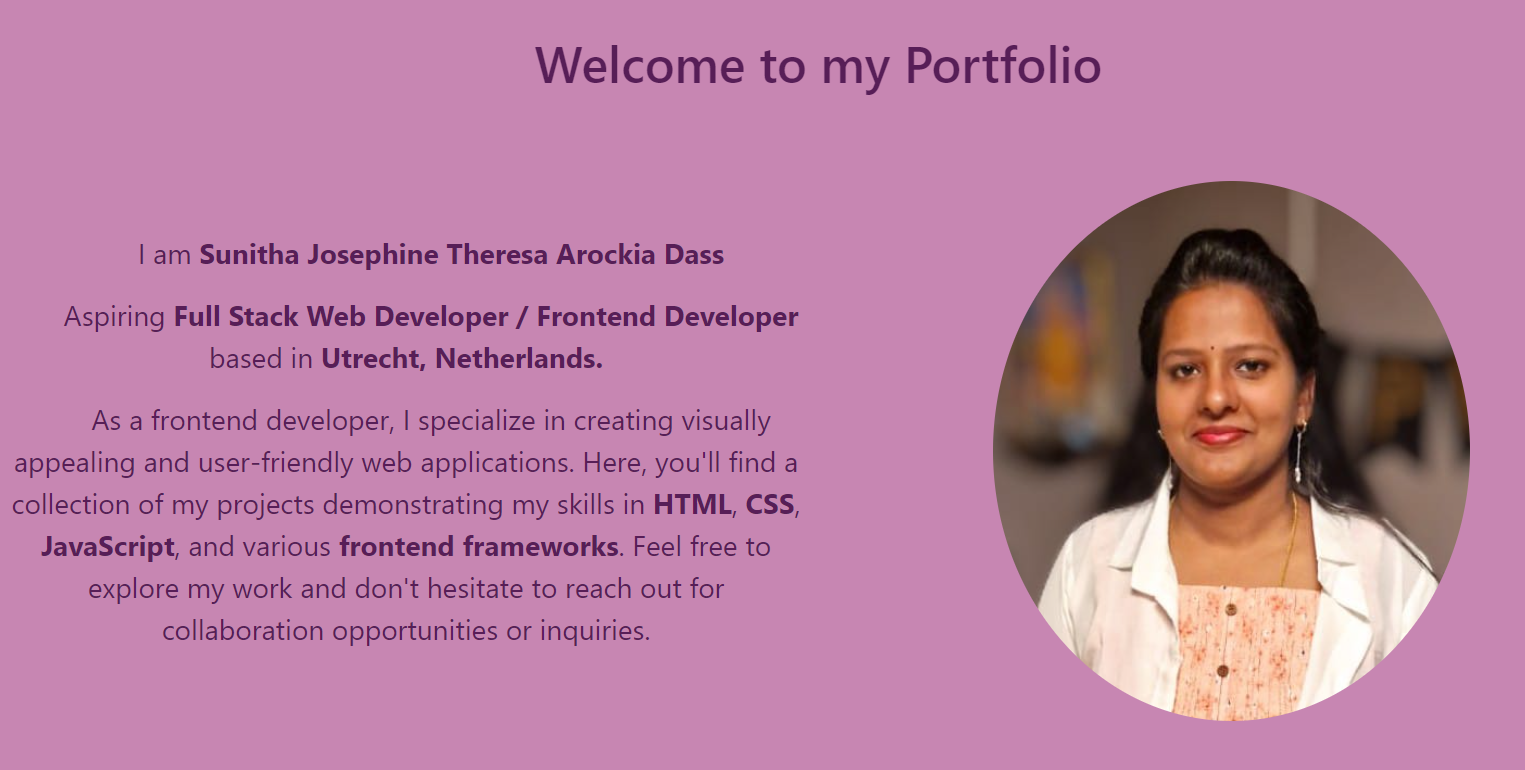 Welcome to my Portfolio
I am Sunitha Josephine Theresa Arockia Dass
Aspiring Full Stack Web Developer / Frontend Developer
based in Utrecht, Netherlands.
As a frontend developer, I specialize in creating visually
appealing and user-friendly web applications. Here, you'll find a
collection of my projects demonstrating my skills in HTML, CSS,
JavaScript, and various frontend frameworks. Feel free to
explore my work and don't hesitate to reach out for
collaboration opportunities or inquiries.